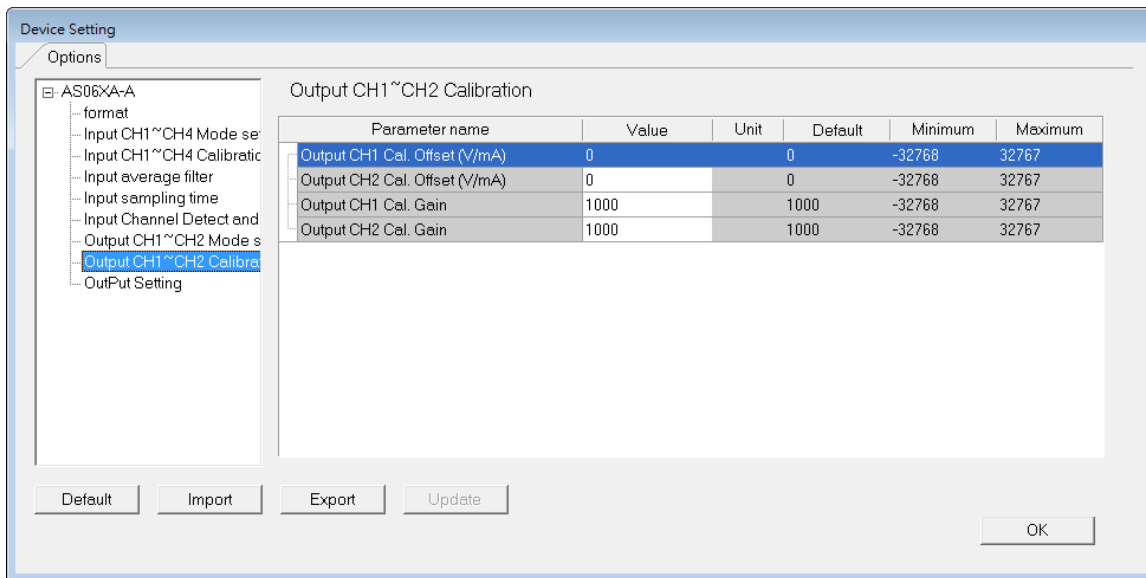 Device Setting
Options
AS06XA-A
format
Input CH1~CH4 Mode se
Input CH1~CH4 Calibratic
Input average filter
Input sampling time
Input Channel Detect and
Output CH1~CH2 Mode s
Output CH1~CH2 Calibra
OutPut Setting
Output CH1~CH2 Calibration
Parameter name Value Unit Default Minimum Maximum
Output CH1 Cal. Offset (V/mA) 0 0 -32768 32767
Output CH2 Cal. Offset (V/mA) 0 0 -32768 32767
Output CH1 Cal. Gain 1000 1000 -32768 32767
Output CH2 Cal. Gain 1000 1000 -32768 32767
Default Import Export Update
OK